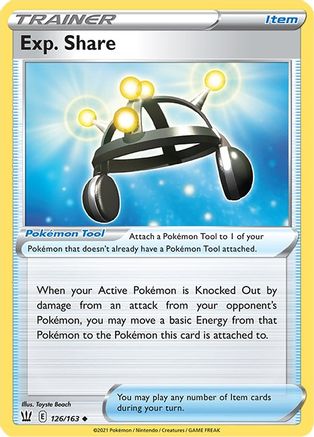 TRAINER Item
Exp. Share
Pokémon Tool Attach a Pokémon Tool to 1 of your
Pokémon that doesn't already have a Pokémon Tool attached.
When your Active Pokémon is Knocked Out by
damage from an attack from your opponent's
Pokémon, you may move a basic Energy from that
Pokémon to the Pokémon this card is attached to.
Illus. Toyste Beach
E 126/163
You may play any number of Item cards
during your turn.
©2021 Pokémon / Nintendo / Creatures / GAME FREAK